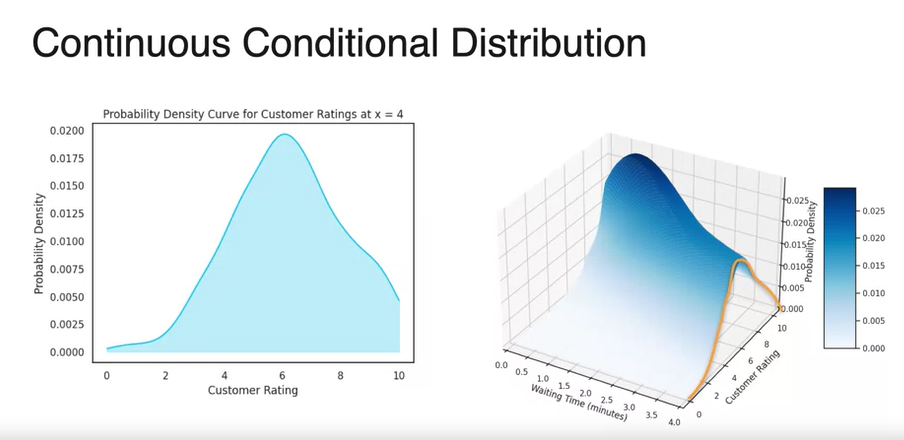 Continuous Conditional Distribution
Probability Density Curve for Customer Ratings at x = 4
0.0200
0.0175
0.0150
0.0125
0.0100
0.0075
0.0050
0.0025
0.0000
Probability Density
0 2 4 6 8 10
Customer Rating
0.025
0.020
0.015
0.010
0.005
0.000
Probability Density
0.0 0.5 1.0 1.5 2.0 2.5 3.0 3.5 4.0
Waiting Time (minutes)
0 2 4 6 8 10
Customer Rating
0.025
0.020
0.015
0.010
0.005
0.000